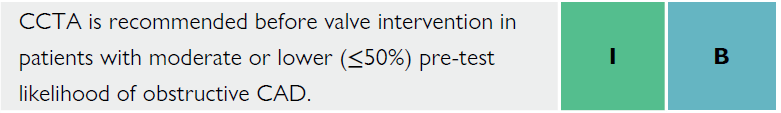 CCTA is recommended before valve intervention in
patients with moderate or lower (≤50%) pre-test
likelihood of obstructive CAD.
I
B